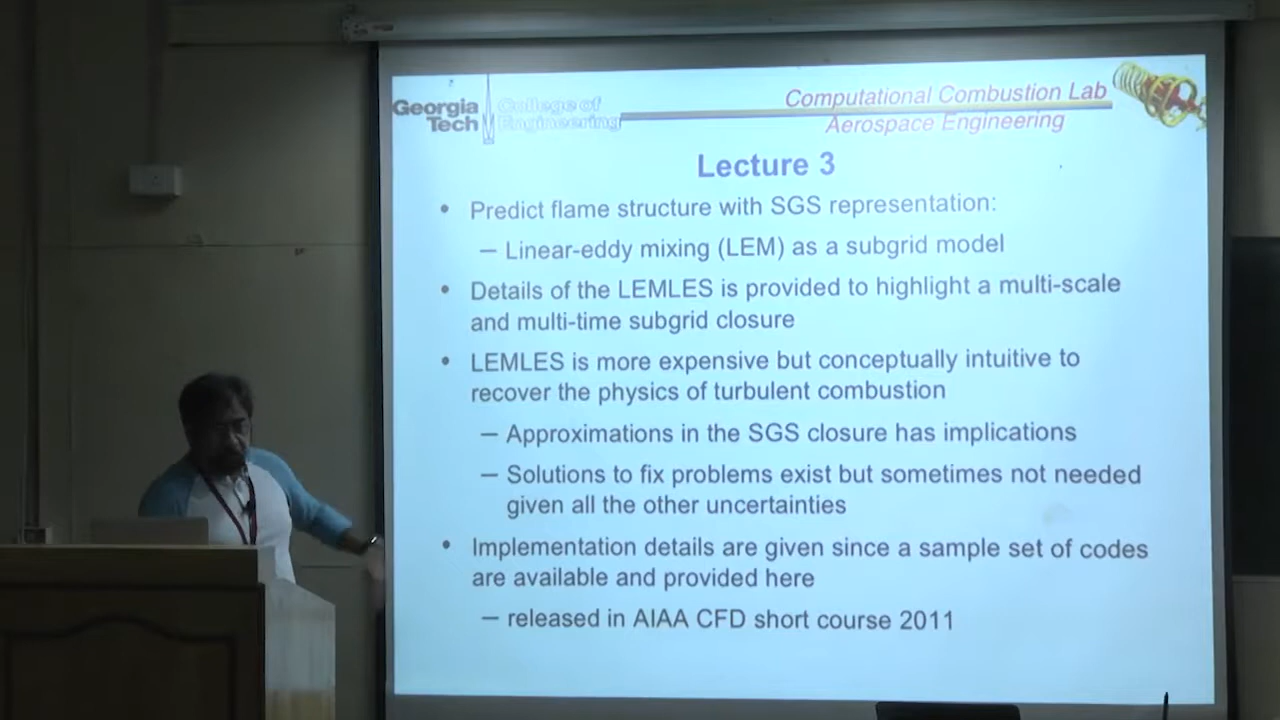 Georgia Tech
College of Engineering
Computational Combustion Lab
Aerospace Engineering
Lecture 3
• Predict flame structure with SGS representation:
– Linear-eddy mixing (LEM) as a subgrid model
• Details of the LEMLES is provided to highlight a multi-scale
and multi-time subgrid closure
• LEMLES is more expensive but conceptually intuitive to
recover the physics of turbulent combustion
– Approximations in the SGS closure has implications
– Solutions to fix problems exist but sometimes not needed
given all the other uncertainties
• Implementation details are given since a sample set of codes
are available and provided here
– released in AIAA CFD short course 2011